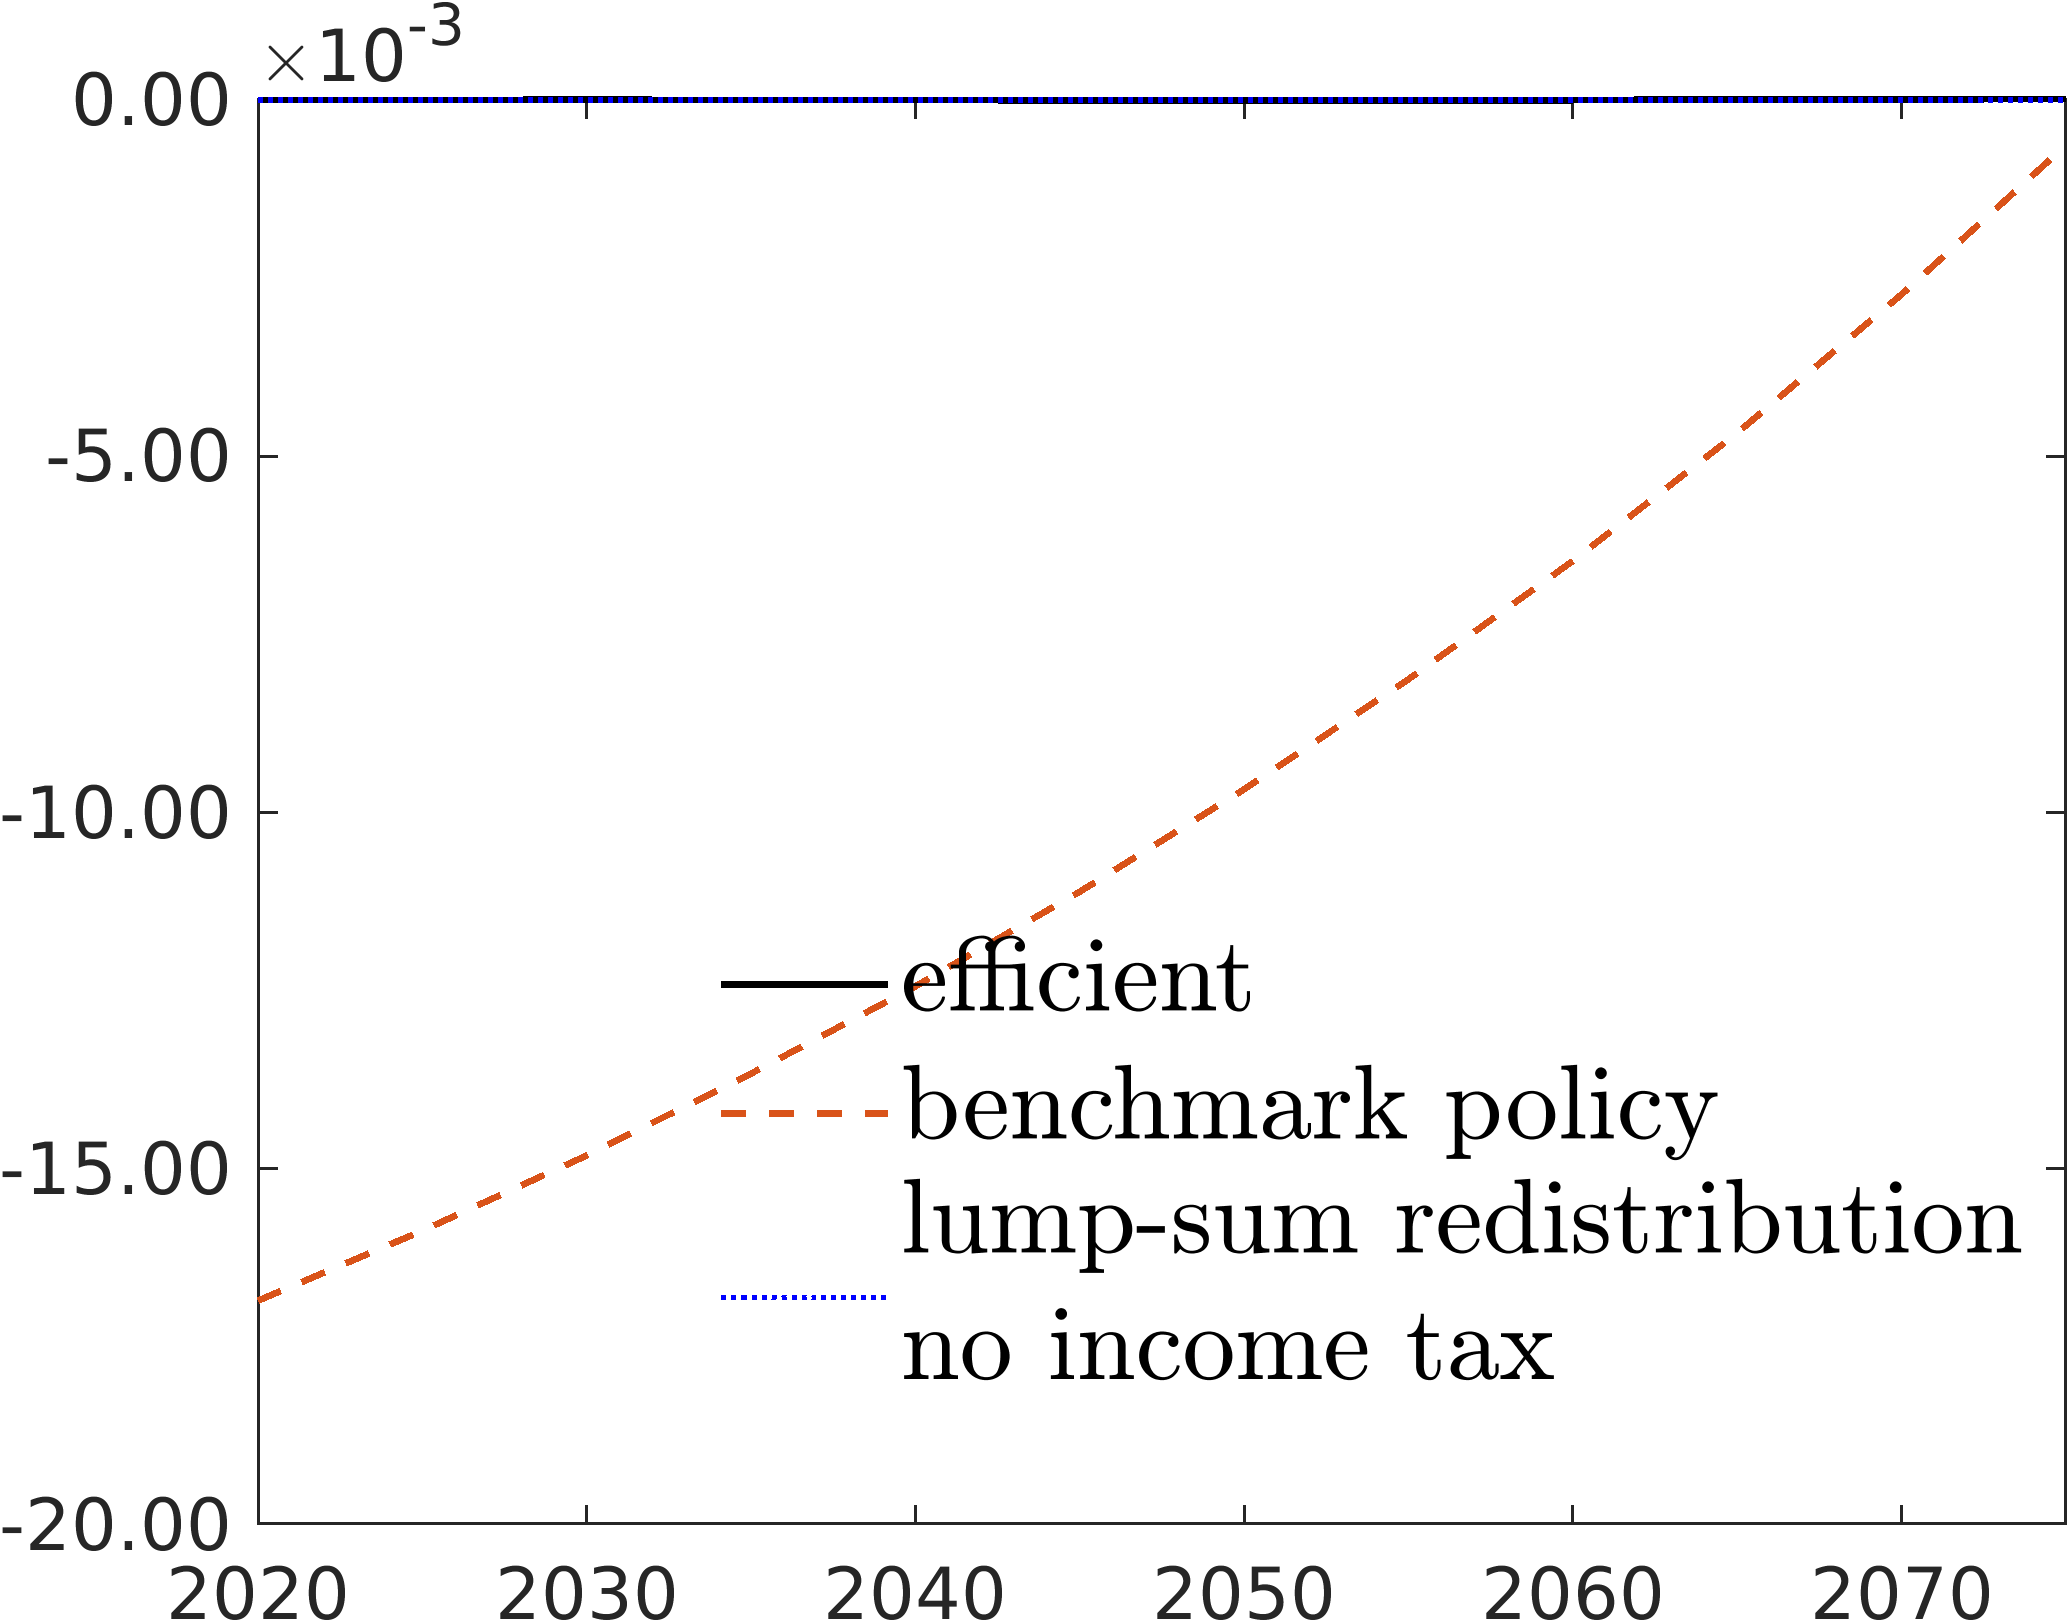 ×10-3
0.00
-5.00
-10.00
-15.00
-20.00
efficient
benchmark policy
lump-sum redistribution
no income tax
2020 2030 2040 2050 2060 2070